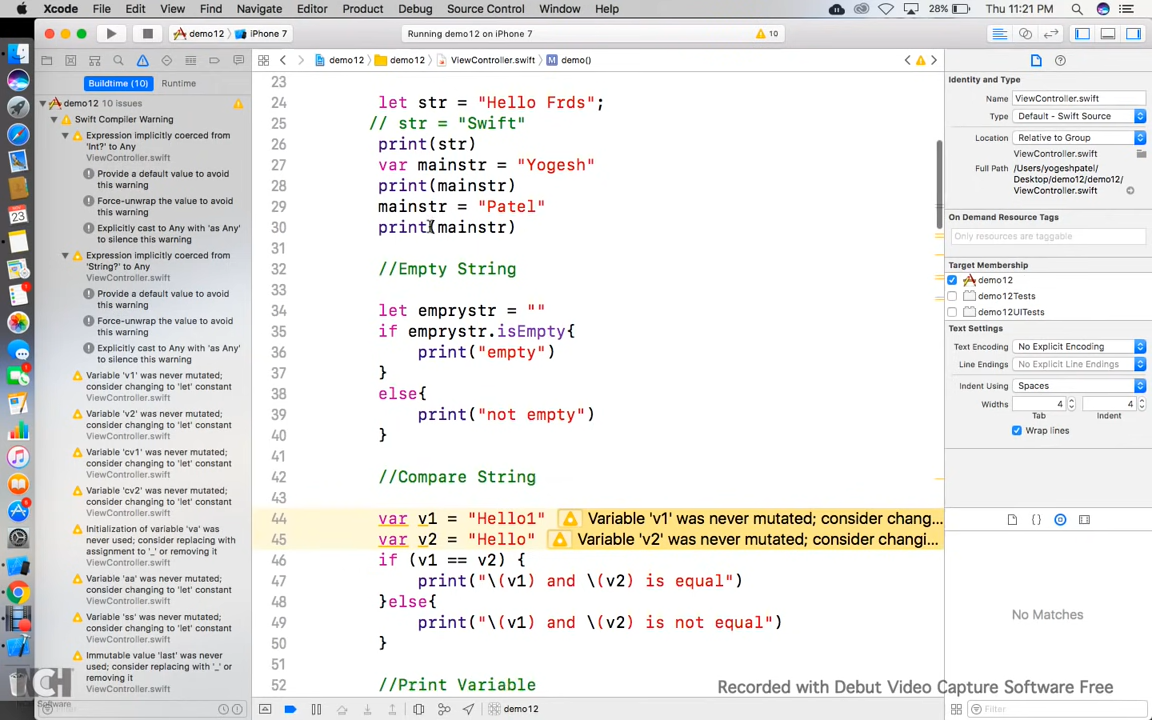 Xcode File Edit View Find Navigate Editor Product Debug Source Control Window Help 28% Thu 11:21 PM
demo12 iPhone 7 Running demo12 on iPhone 7 10
demo12 demo12 ViewController.swift M demo()
Buildtime (10) Runtime
demo12 10 issues
Swift Compiler Warning
Expression implicitly coerced from
'Int?' to Any
ViewController.swift
Provide a default value to avoid
this warning
Force-unwrap the value to avoid
this warning
Explicitly cast to Any with 'as Any'
to silence this warning
Expression implicitly coerced from
'String?' to Any
ViewController.swift
Provide a default value to avoid
this warning
Force-unwrap the value to avoid
this warning
Explicitly cast to Any with 'as Any'
to silence this warning
Variable 'v1' was never mutated;
consider changing to 'let' constant
ViewController.swift
Variable 'v2' was never mutated;
consider changing to 'let' constant
ViewController.swift
Variable 'cv1' was never mutated;
consider changing to 'let' constant
ViewController.swift
Variable 'cv2' was never mutated;
consider changing to 'let' constant
ViewController.swift
Initialization of variable 'va' was
never used; consider replacing with
assignment to '_' or removing it
ViewController.swift
Variable 'aa' was never mutated;
consider changing to 'let' constant
ViewController.swift
Variable 'ss' was never mutated;
consider changing to 'let' constant
ViewController.swift
Immutable value 'last' was never
used; consider replacing with '_' or
removing it
ViewController.swift
NCH Software
23
24 let str = "Hello Frds";
25 // str = "Swift"
26 print(str)
27 var mainstr = "Yogesh"
28 print(mainstr)
29 mainstr = "Patel"
30 print(mainstr)
31
32 //Empty String
33
34 let emprystr = ""
35 if emprystr.isEmpty{
36 print("empty")
37 }
38 else{
39 print("not empty")
40 }
41
42 //Compare String
43
44 var v1 = "Hello1" Variable 'v1' was never mutated; consider chang...
45 var v2 = "Hello" Variable 'v2' was never mutated; consider changi...
46 if (v1 == v2) {
47 print("\(v1) and \(v2) is equal")
48 }else{
49 print("\(v1) and \(v2) is not equal")
50 }
51
52 //Print Variable
demo12
Identity and Type
Name ViewController.swift
Type Default - Swift Source
Location Relative to Group
ViewController.swift
Full Path /Users/yogeshpatel/
Desktop/demo12/demo12/
ViewController.swift
On Demand Resource Tags
Only resources are taggable
Target Membership
demo12
demo12Tests
demo12UITests
Text Settings
Text Encoding No Explicit Encoding
Line Endings No Explicit Line Endings
Indent Using Spaces
Widths 4 4
Tab Indent
Wrap lines
No Matches
Recorded with Debut Video Capture Software Free
Filter